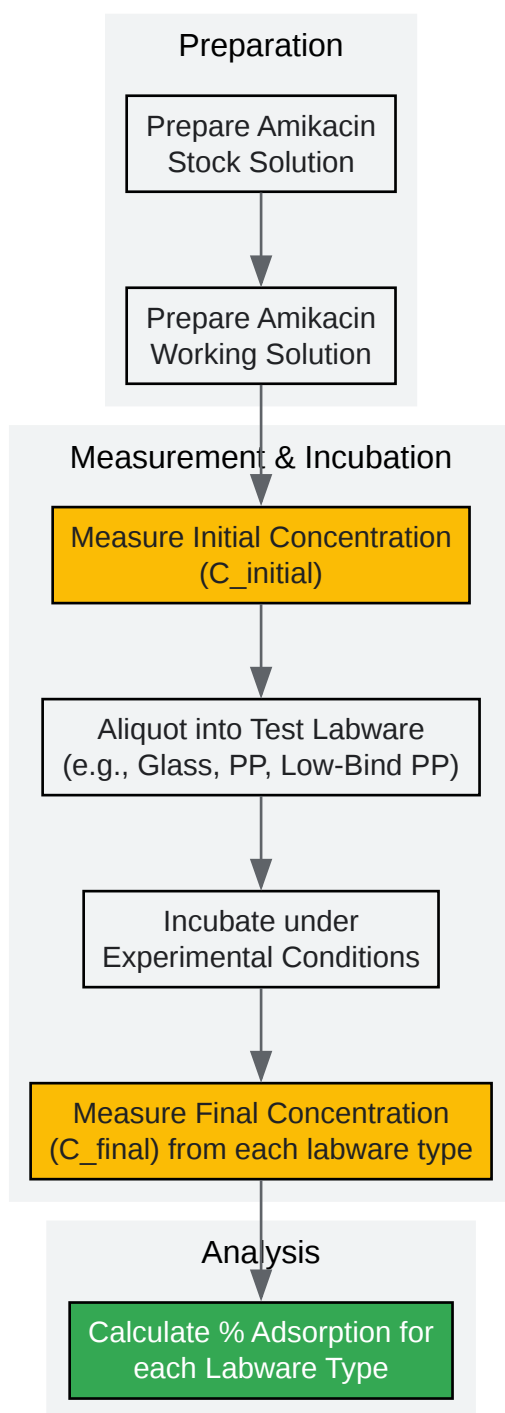 Preparation
Prepare Amikacin
Stock Solution
Prepare Amikacin
Working Solution
Measurement & Incubation
Measure Initial Concentration
(C_initial)
Aliquot into Test Labware
(e.g., Glass, PP, Low-Bind PP)
Incubate under
Experimental Conditions
Measure Final Concentration
(C_final) from each labware type
Analysis
Calculate % Adsorption for
each Labware Type